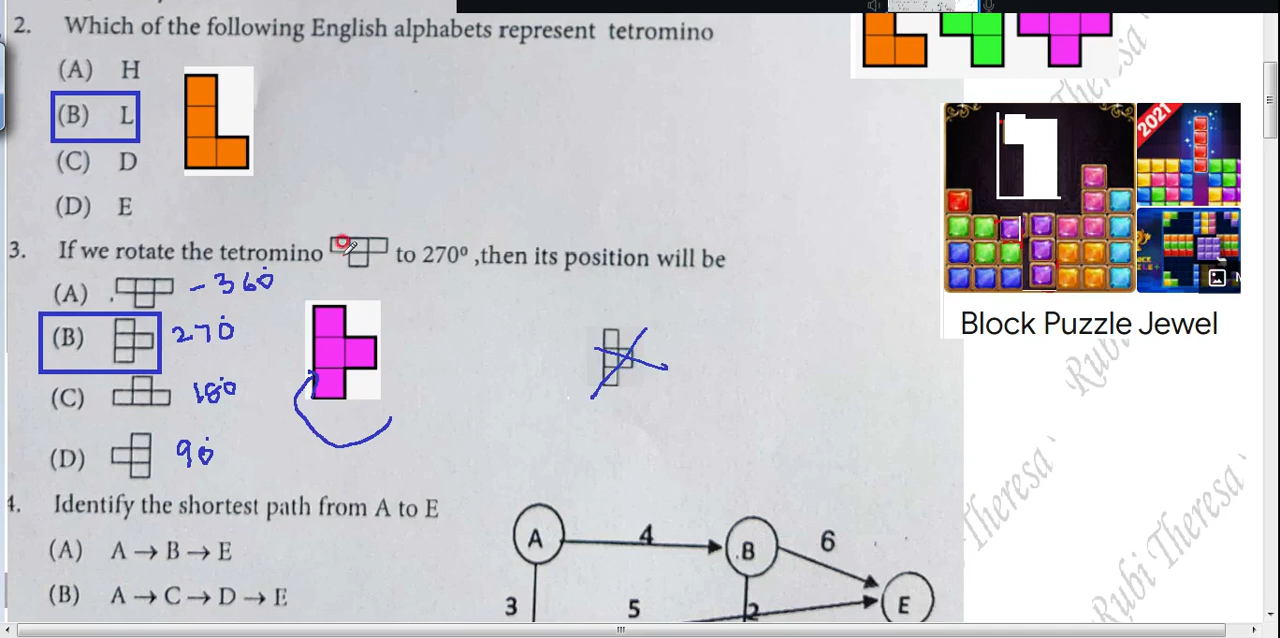 2. Which of the following English alphabets represent tetromino
(A) H
(B) L
(C) D
(D) E
3. If we rotate the tetromino to 270⁰ ,then its position will be
(A) - 360
(B) 270
(C) 180
(D) 90
4. Identify the shortest path from A to E
(A) A → B → E
(B) A → C → D → E
A 4 B 6
3 5 2 E
2021
Block Puzzle Jewel
Rubi Theresa
Theresa
Rubi Theresa